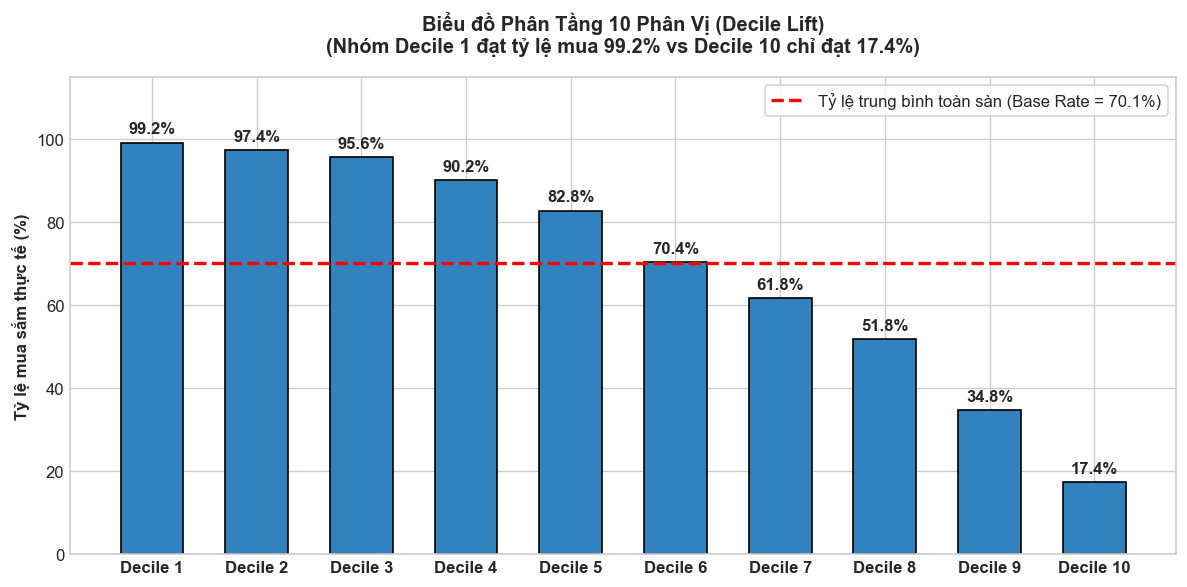 Biểu đồ Phân Tầng 10 Phân Vị (Decile Lift)
(Nhóm Decile 1 đạt tỷ lệ mua 99.2% vs Decile 10 chỉ đạt 17.4%)
Tỷ lệ trung bình toàn sàn (Base Rate = 70.1%)
Tỷ lệ mua sắm thực tế (%)
100
80
60
40
20
0
99.2%
97.4%
95.6%
90.2%
82.8%
70.4%
61.8%
51.8%
34.8%
17.4%
Decile 1
Decile 2
Decile 3
Decile 4
Decile 5
Decile 6
Decile 7
Decile 8
Decile 9
Decile 10